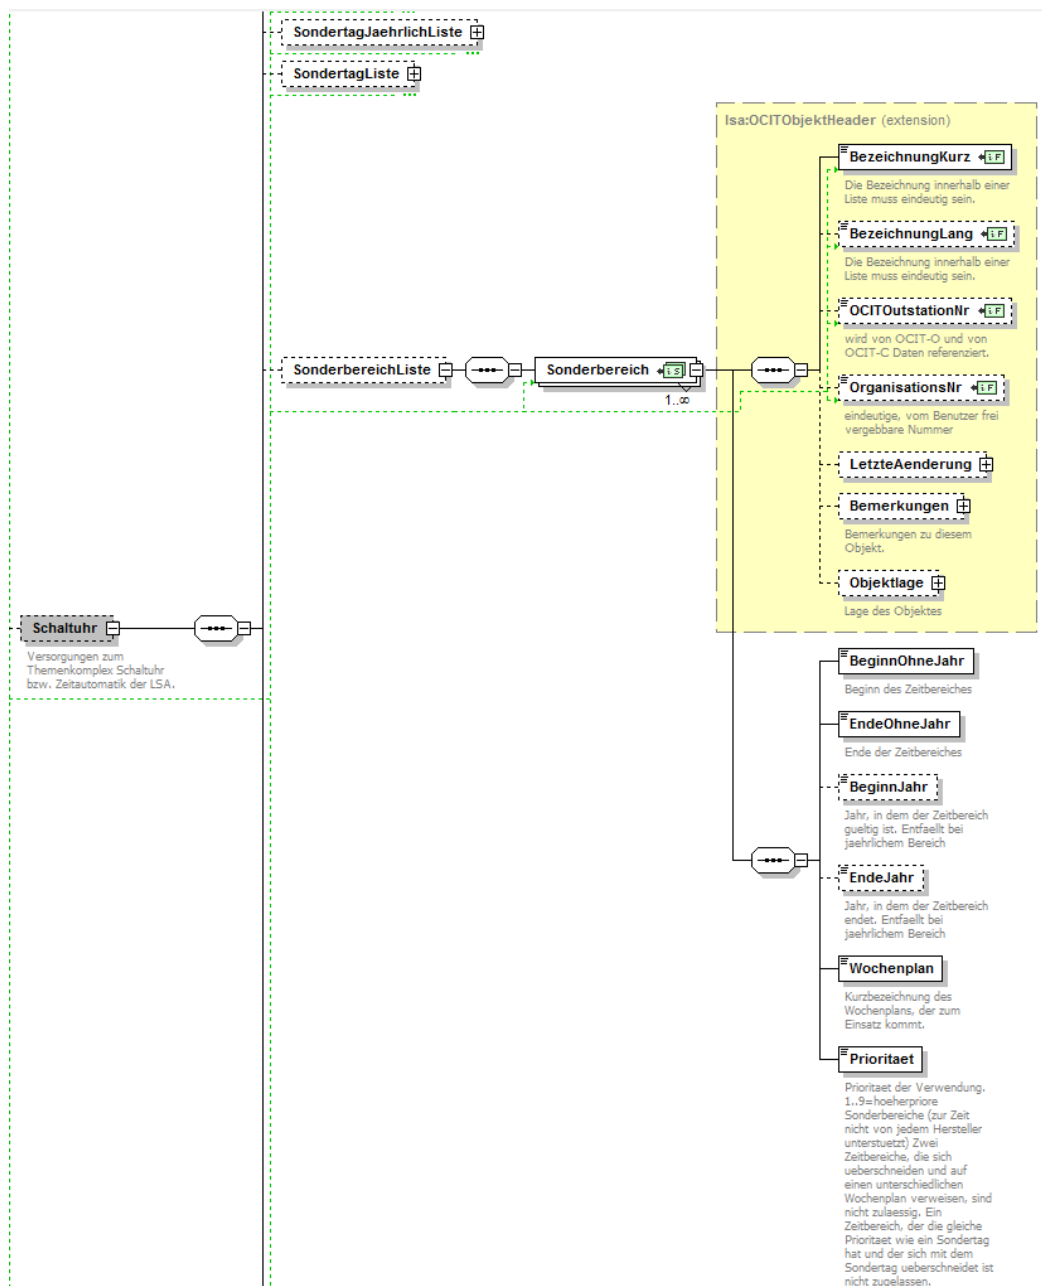 SondertagJaehrlichListe
SondertagListe
lsa:OCITObjektHeader (extension)
BezeichnungKurz
Die Bezeichnung innerhalb einer
Liste muss eindeutig sein.
BezeichnungLang
Die Bezeichnung innerhalb einer
Liste muss eindeutig sein.
OCITOutstationNr
wird von OCIT-O und von
OCIT-C Daten referenziert.
SonderbereichListe
Sonderbereich
1..∞
OrganisationsNr
eindeutige, vom Benutzer frei
vergebbare Nummer
LetzteAenderung
Bemerkungen
Bemerkungen zu diesem
Objekt.
Objektlage
Lage des Objektes
Schaltuhr
Versorgungen zum
Themenkomplex Schaltuhr
bzw. Zeitautomatik der LSA.
BeginnOhneJahr
Beginn des Zeitbereiches
EndeOhneJahr
Ende der Zeitbereiches
BeginnJahr
Jahr, in dem der Zeitbereich
gueltig ist. Entfaellt bei
jaehrlichem Bereich
EndeJahr
Jahr, in dem der Zeitbereich
endet. Entfaellt bei
jaehrlichem Bereich
Wochenplan
Kurzbezeichnung des
Wochenplans, der zum
Einsatz kommt.
Prioritaet
Prioritaet der Verwendung.
1..9=hoeherpriore
Sonderbereiche (zur Zeit
nicht von jedem Hersteller
unterstuetzt) Zwei
Zeitbereiche, die sich
ueberschneiden und auf
einen unterschiedlichen
Wochenplan verweisen, sind
nicht zulaessig. Ein
Zeitbereich, der die gleiche
Prioritaet wie ein Sondertag
hat und der sich mit dem
Sondertag ueberschneidet ist
nicht zugelassen.